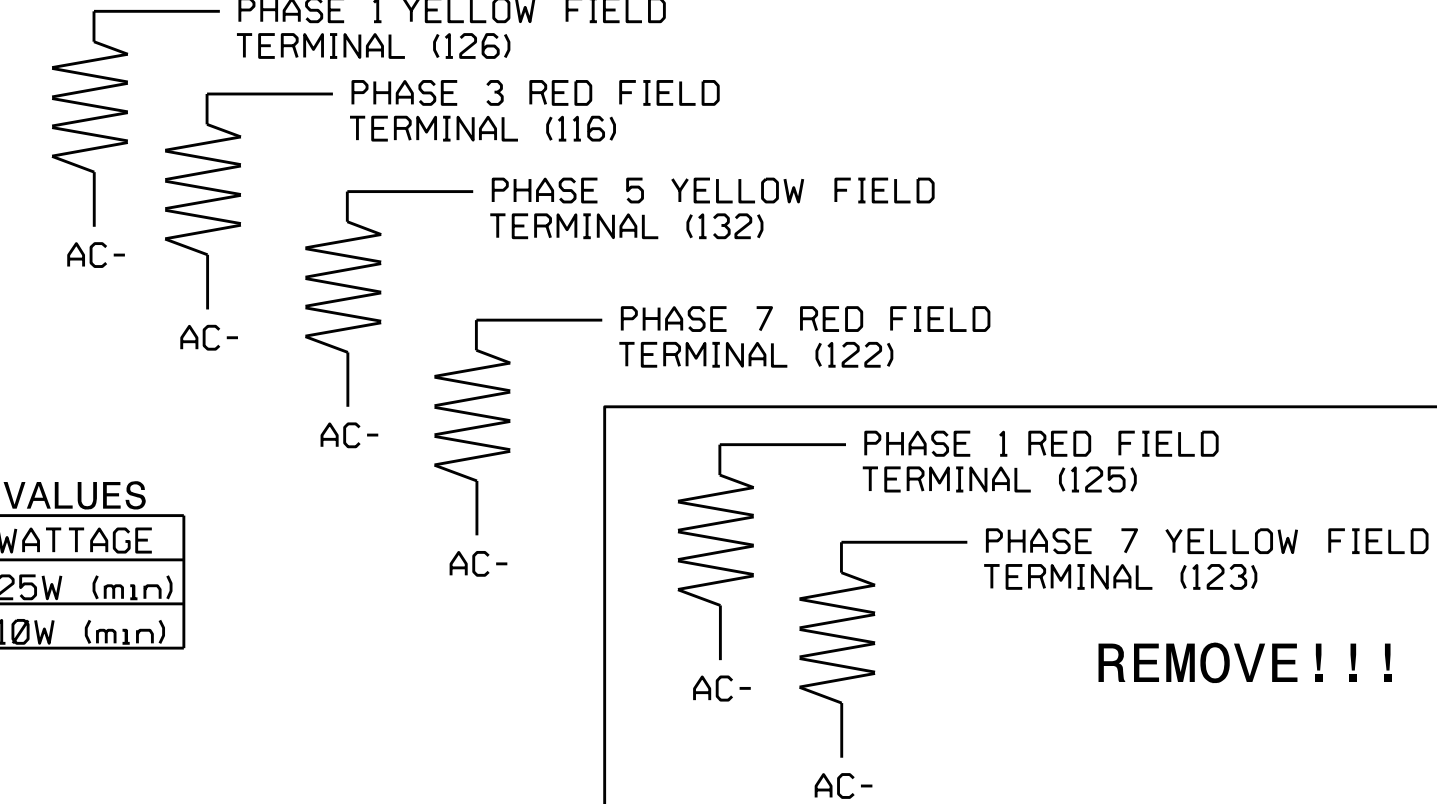 PHASE 1 YELLOW FIELD
TERMINAL (126)
PHASE 3 RED FIELD
TERMINAL (116)
PHASE 5 YELLOW FIELD
TERMINAL (132)
AC-
AC-
PHASE 7 RED FIELD
TERMINAL (122)
AC-
PHASE 1 RED FIELD
TERMINAL (125)
VALUES
WATTAGE
25W (min)
10W (min)
AC-
PHASE 7 YELLOW FIELD
TERMINAL (123)
REMOVE!!!
AC-
AC-